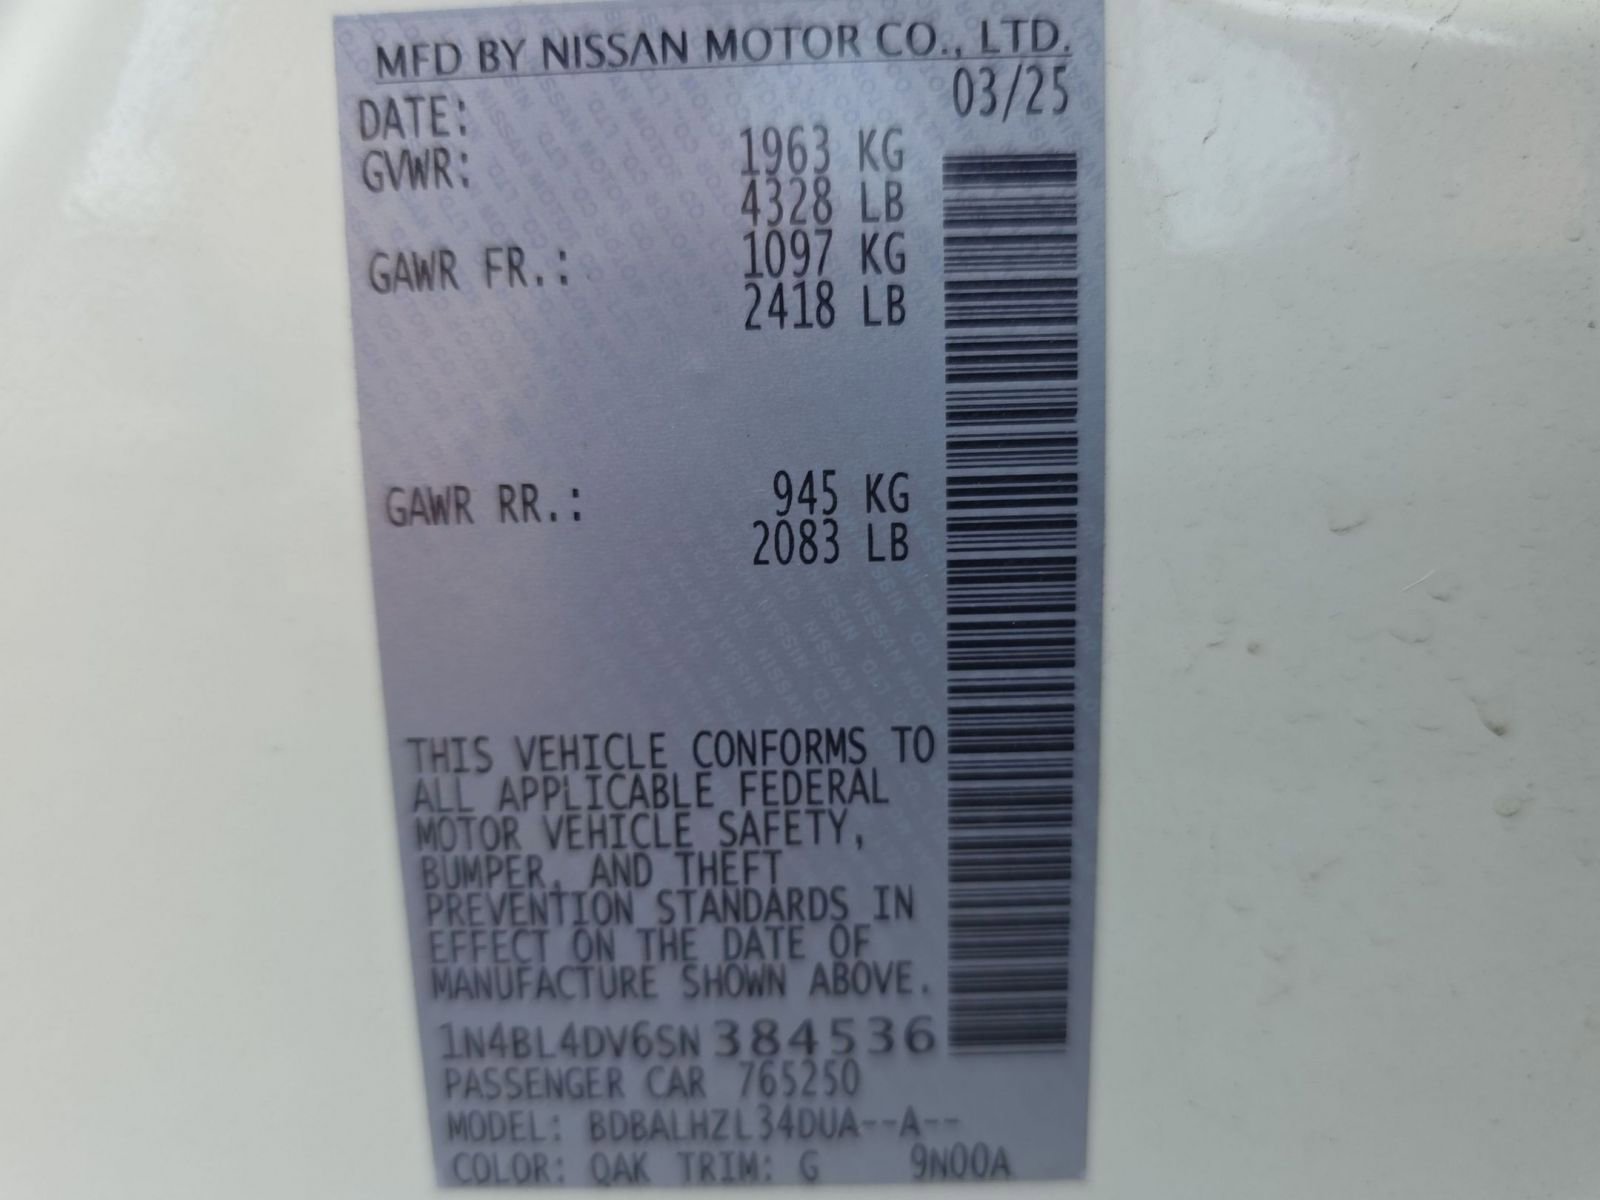 MFD BY NISSAN MOTOR CO., LTD.
DATE: 03/25
GVWR: 1963 KG
4328 LB
GAWR FR.: 1097 KG
2418 LB
GAWR RR.: 945 KG
2083 LB
THIS VEHICLE CONFORMS TO
ALL APPLICABLE FEDERAL
MOTOR VEHICLE SAFETY,
BUMPER, AND THEFT
PREVENTION STANDARDS IN
EFFECT ON THE DATE OF
MANUFACTURE SHOWN ABOVE.
1N4BL4DV6SN384536
PASSENGER CAR 765250
MODEL: BDBALHZL34DUA--A--
COLOR: QAK TRIM: G 9N00A